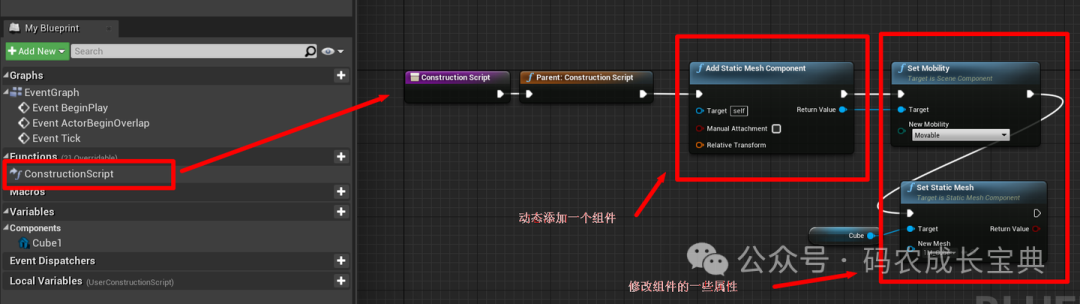 My Blueprint
Add New
Search
Graphs
EventGraph
Event BeginPlay
Event ActorBeginOverlap
Event Tick
Functions (21 Overridable)
ConstructionScript
Macros
Variables
Components
Cube1
Event Dispatchers
Local Variables (UserConstructionScript)
Construction Script
Parent: Construction Script
Add Static Mesh Component
Target self
Return Value
Manual Attachment
Relative Transform
Set Mobility
Target is Scene Component
Target
New Mobility
Movable
Set Static Mesh
Target is Static Mesh Component
Cube
Target
Return Value
New Mesh
动态添加一个组件
修改组件的一些属性
公众号·码农成长宝典